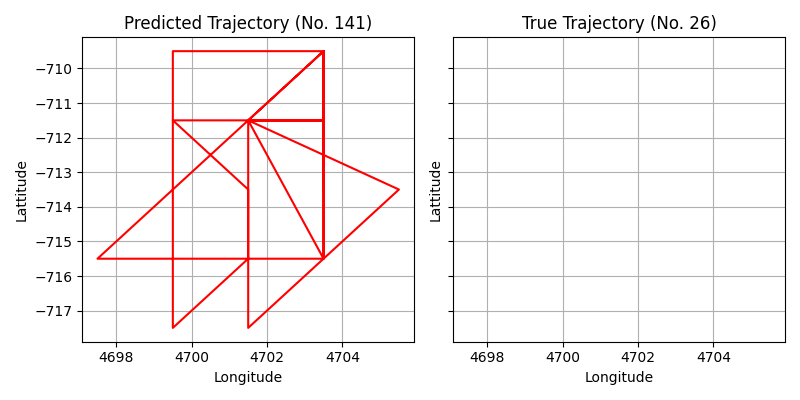 Predicted Trajectory (No. 141)
True Trajectory (No. 26)
−710
−711
−712
−713
−714
−715
−716
−717
Lattitude
Lattitude
4698 4700 4702 4704
4698 4700 4702 4704
Longitude
Longitude